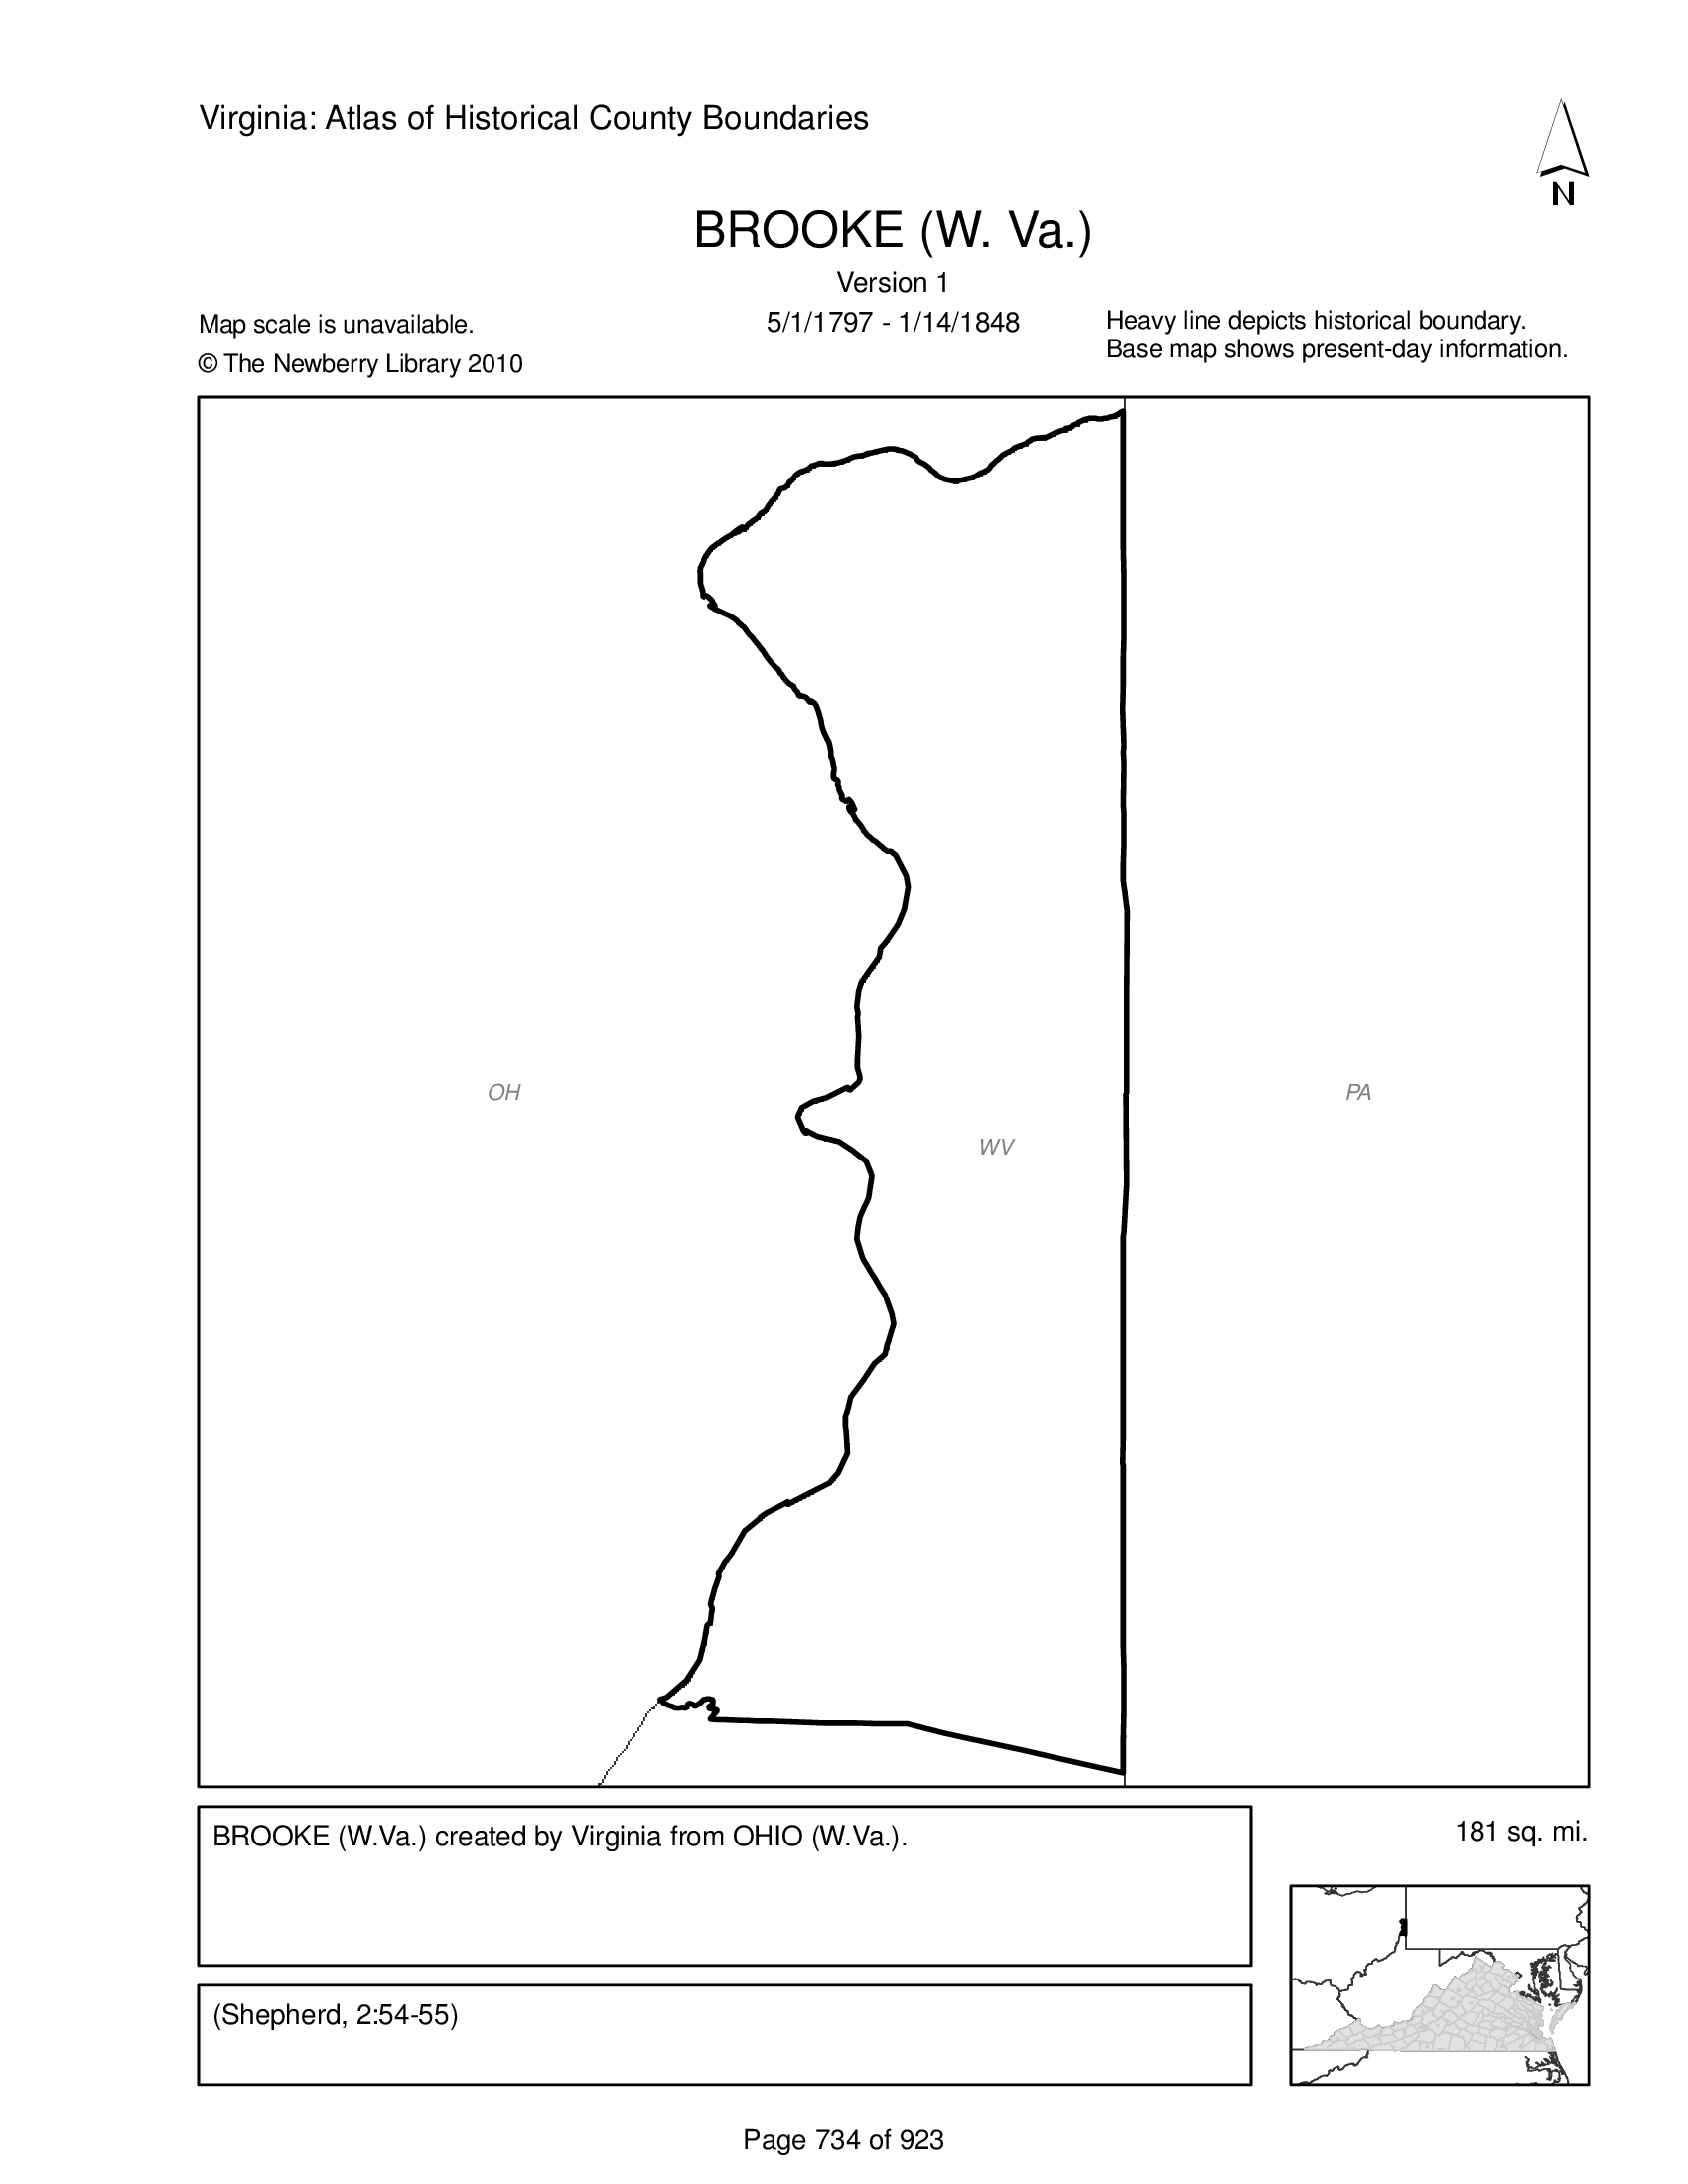 Virginia: Atlas of Historical County Boundaries
N
BROOKE (W. Va.)
Version 1
5/1/1797 - 1/14/1848
Map scale is unavailable.
© The Newberry Library 2010
Heavy line depicts historical boundary.
Base map shows present-day information.
OH
PA
WV
BROOKE (W.Va.) created by Virginia from OHIO (W.Va.).
181 sq. mi.
(Shepherd, 2:54-55)
Page 734 of 923